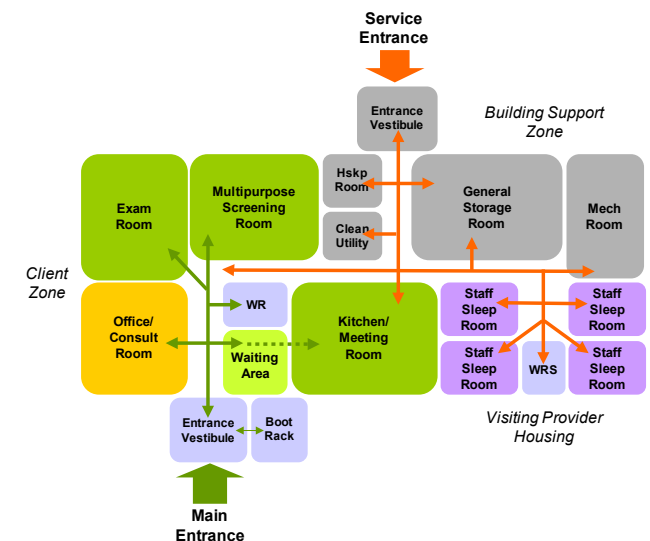 Service
Entrance
Entrance
Vestibule
Building Support
Zone
Hskp
Room
Clean
Utility
General
Storage
Room
Mech
Room
Exam
Room
Multipurpose
Screening
Room
Client
Zone
Office/
Consult
Room
WR
Waiting
Area
Kitchen/
Meeting
Room
Staff
Sleep
Room
Staff
Sleep
Room
Staff
Sleep
Room
WRS
Staff
Sleep
Room
Visiting Provider
Housing
Entrance
Vestibule
Boot
Rack
Main
Entrance